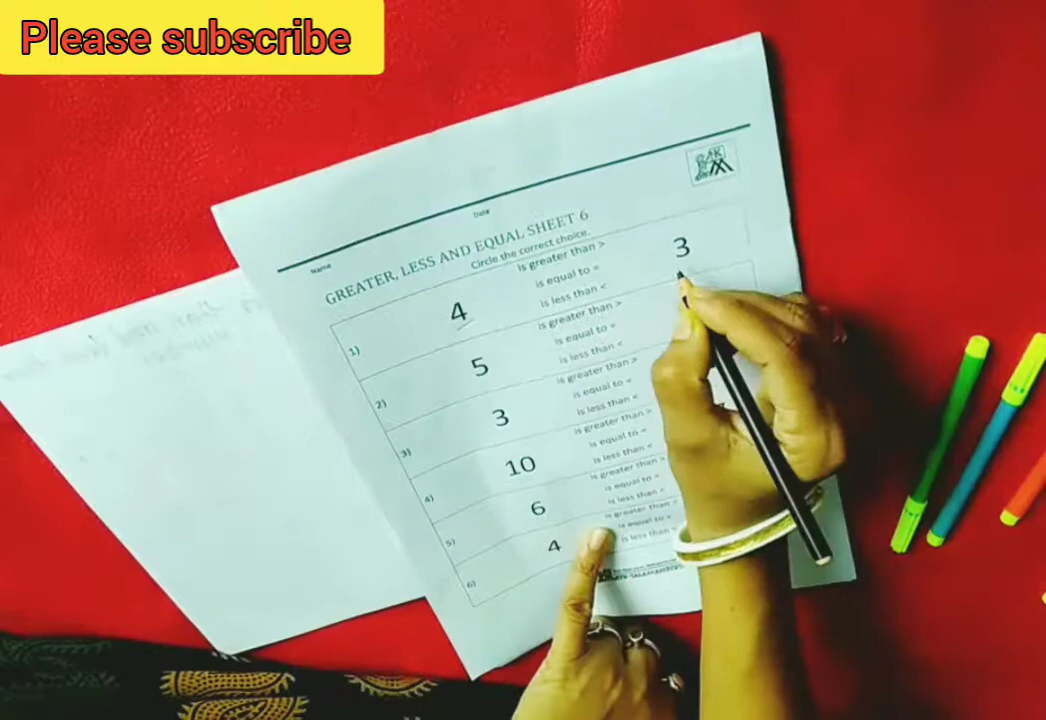 Please subscribe
Name
Date
GREATER, LESS AND EQUAL SHEET 6
Circle the correct choice.
1)
4
is greater than >
is equal to =
is less than <
3
2)
5
is greater than >
is equal to =
is less than <
3)
3
is greater than >
is equal to =
is less than <
4)
10
is greater than >
is equal to =
is less than <
5)
6
is greater than >
is equal to =
is less than <
6)
4
is greater than >
is equal to =
is less than